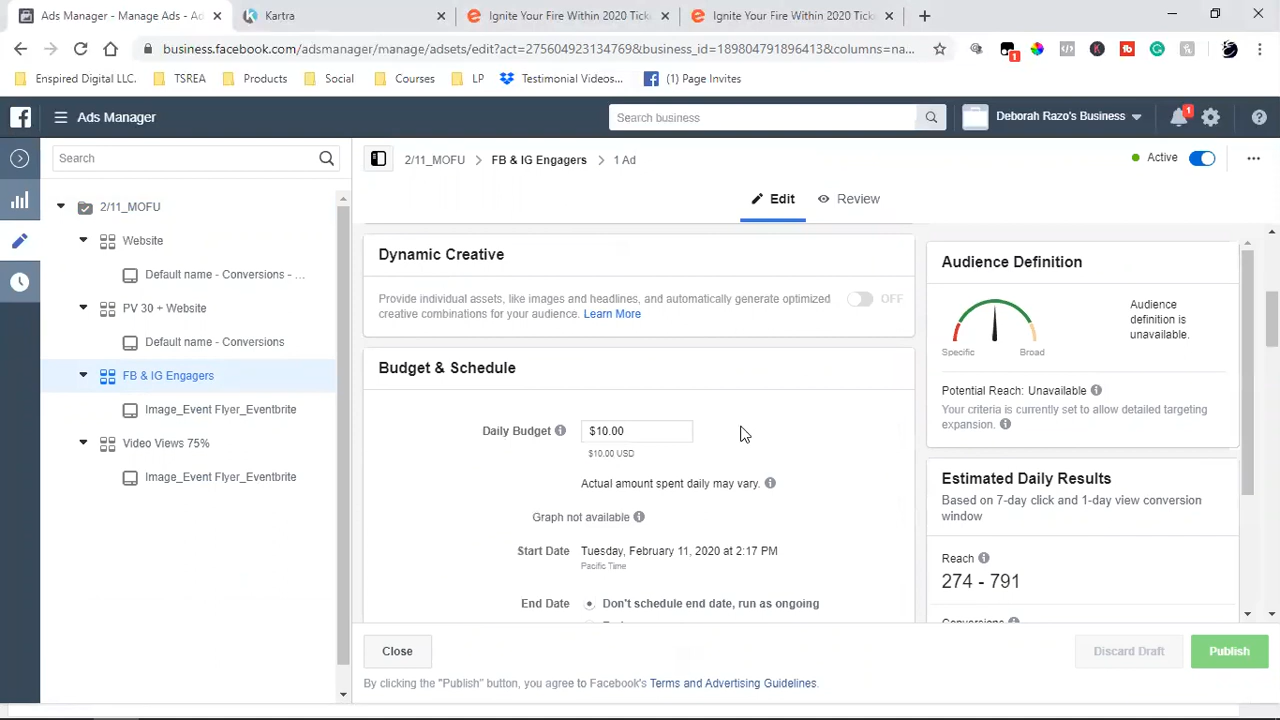 Ads Manager - Manage Ads - Ad
Kartra
Ignite Your Fire Within 2020 Tick
Ignite Your Fire Within 2020 Tick
business.facebook.com/adsmanager/manage/adsets/edit?act=275604923134769&business_id=189804791896413&columns=na...
Enspired Digital LLC.
TSREA
Products
Social
Courses
LP
Testimonial Videos...
(1) Page Invites
Ads Manager
Search business
Deborah Razo's Business
1
Search
2/11_MOFU
Website
Default name - Conversions - ...
PV 30 + Website
Default name - Conversions
FB & IG Engagers
Image_Event Flyer_Eventbrite
Video Views 75%
Image_Event Flyer_Eventbrite
2/11_MOFU > FB & IG Engagers > 1 Ad
Active
Edit
Review
Dynamic Creative
Provide individual assets, like images and headlines, and automatically generate optimized
creative combinations for your audience. Learn More
OFF
Budget & Schedule
Daily Budget
$10.00
$10.00 USD
Actual amount spent daily may vary.
Graph not available
Start Date
Tuesday, February 11, 2020 at 2:17 PM
Pacific Time
End Date
Don't schedule end date, run as ongoing
Audience Definition
Specific
Broad
Audience
definition is
unavailable.
Potential Reach: Unavailable
Your criteria is currently set to allow detailed targeting
expansion.
Estimated Daily Results
Based on 7-day click and 1-day view conversion
window
Reach
274 - 791
Conversions
Close
Discard Draft
Publish
By clicking the "Publish" button, you agree to Facebook's Terms and Advertising Guidelines.